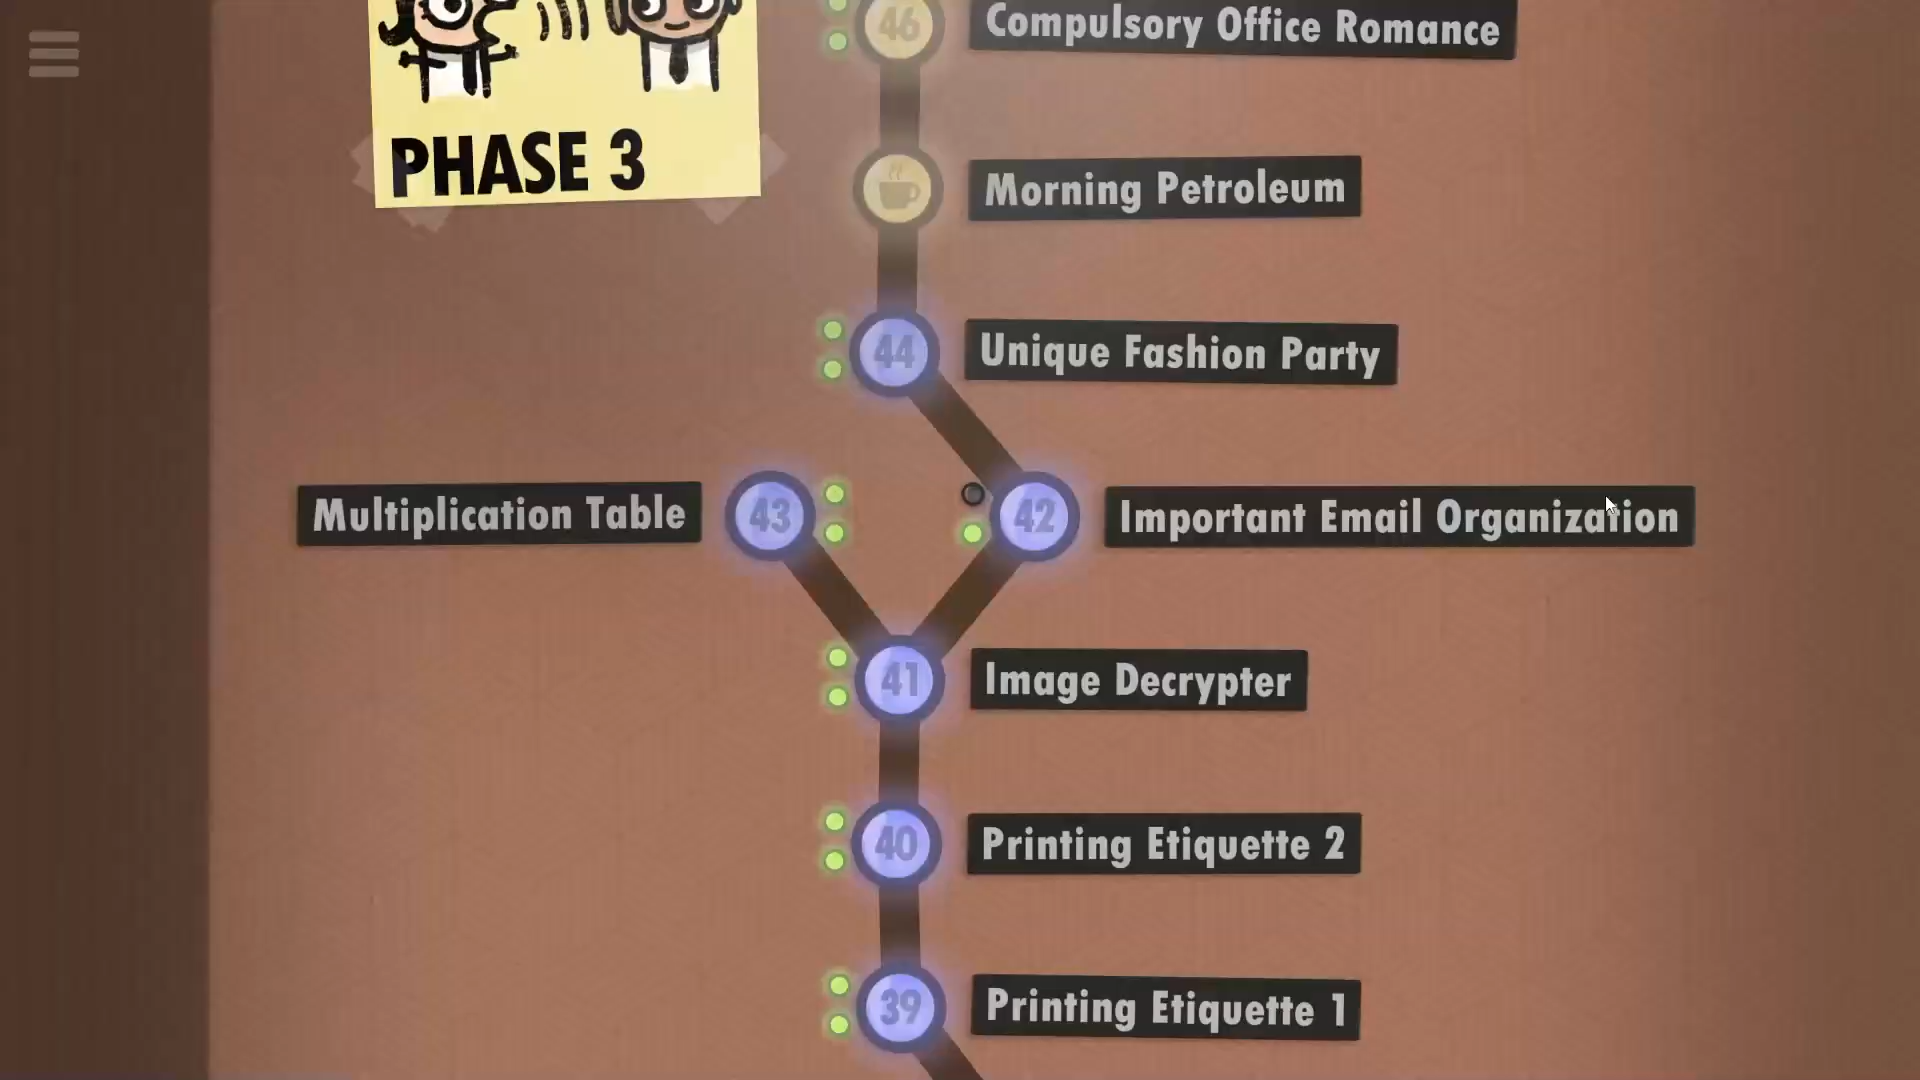 46
Compulsory Office Romance
PHASE 3
Morning Petroleum
44
Unique Fashion Party
Multiplication Table
43
42
Important Email Organization
41
Image Decrypter
40
Printing Etiquette 2
39
Printing Etiquette 1